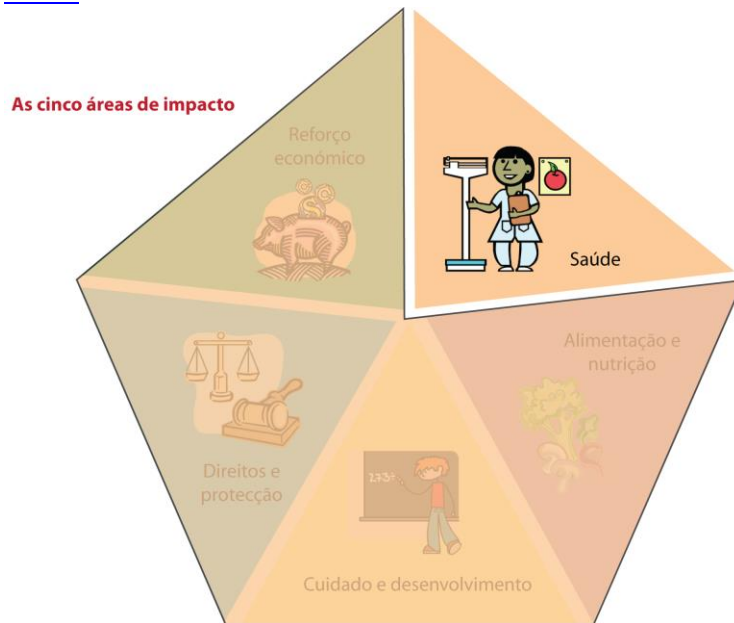 As cinco áreas de impacto
Reforço
económico
Saúde
Alimentação e
nutrição
Direitos e
protecção
Cuidado e desenvolvimento